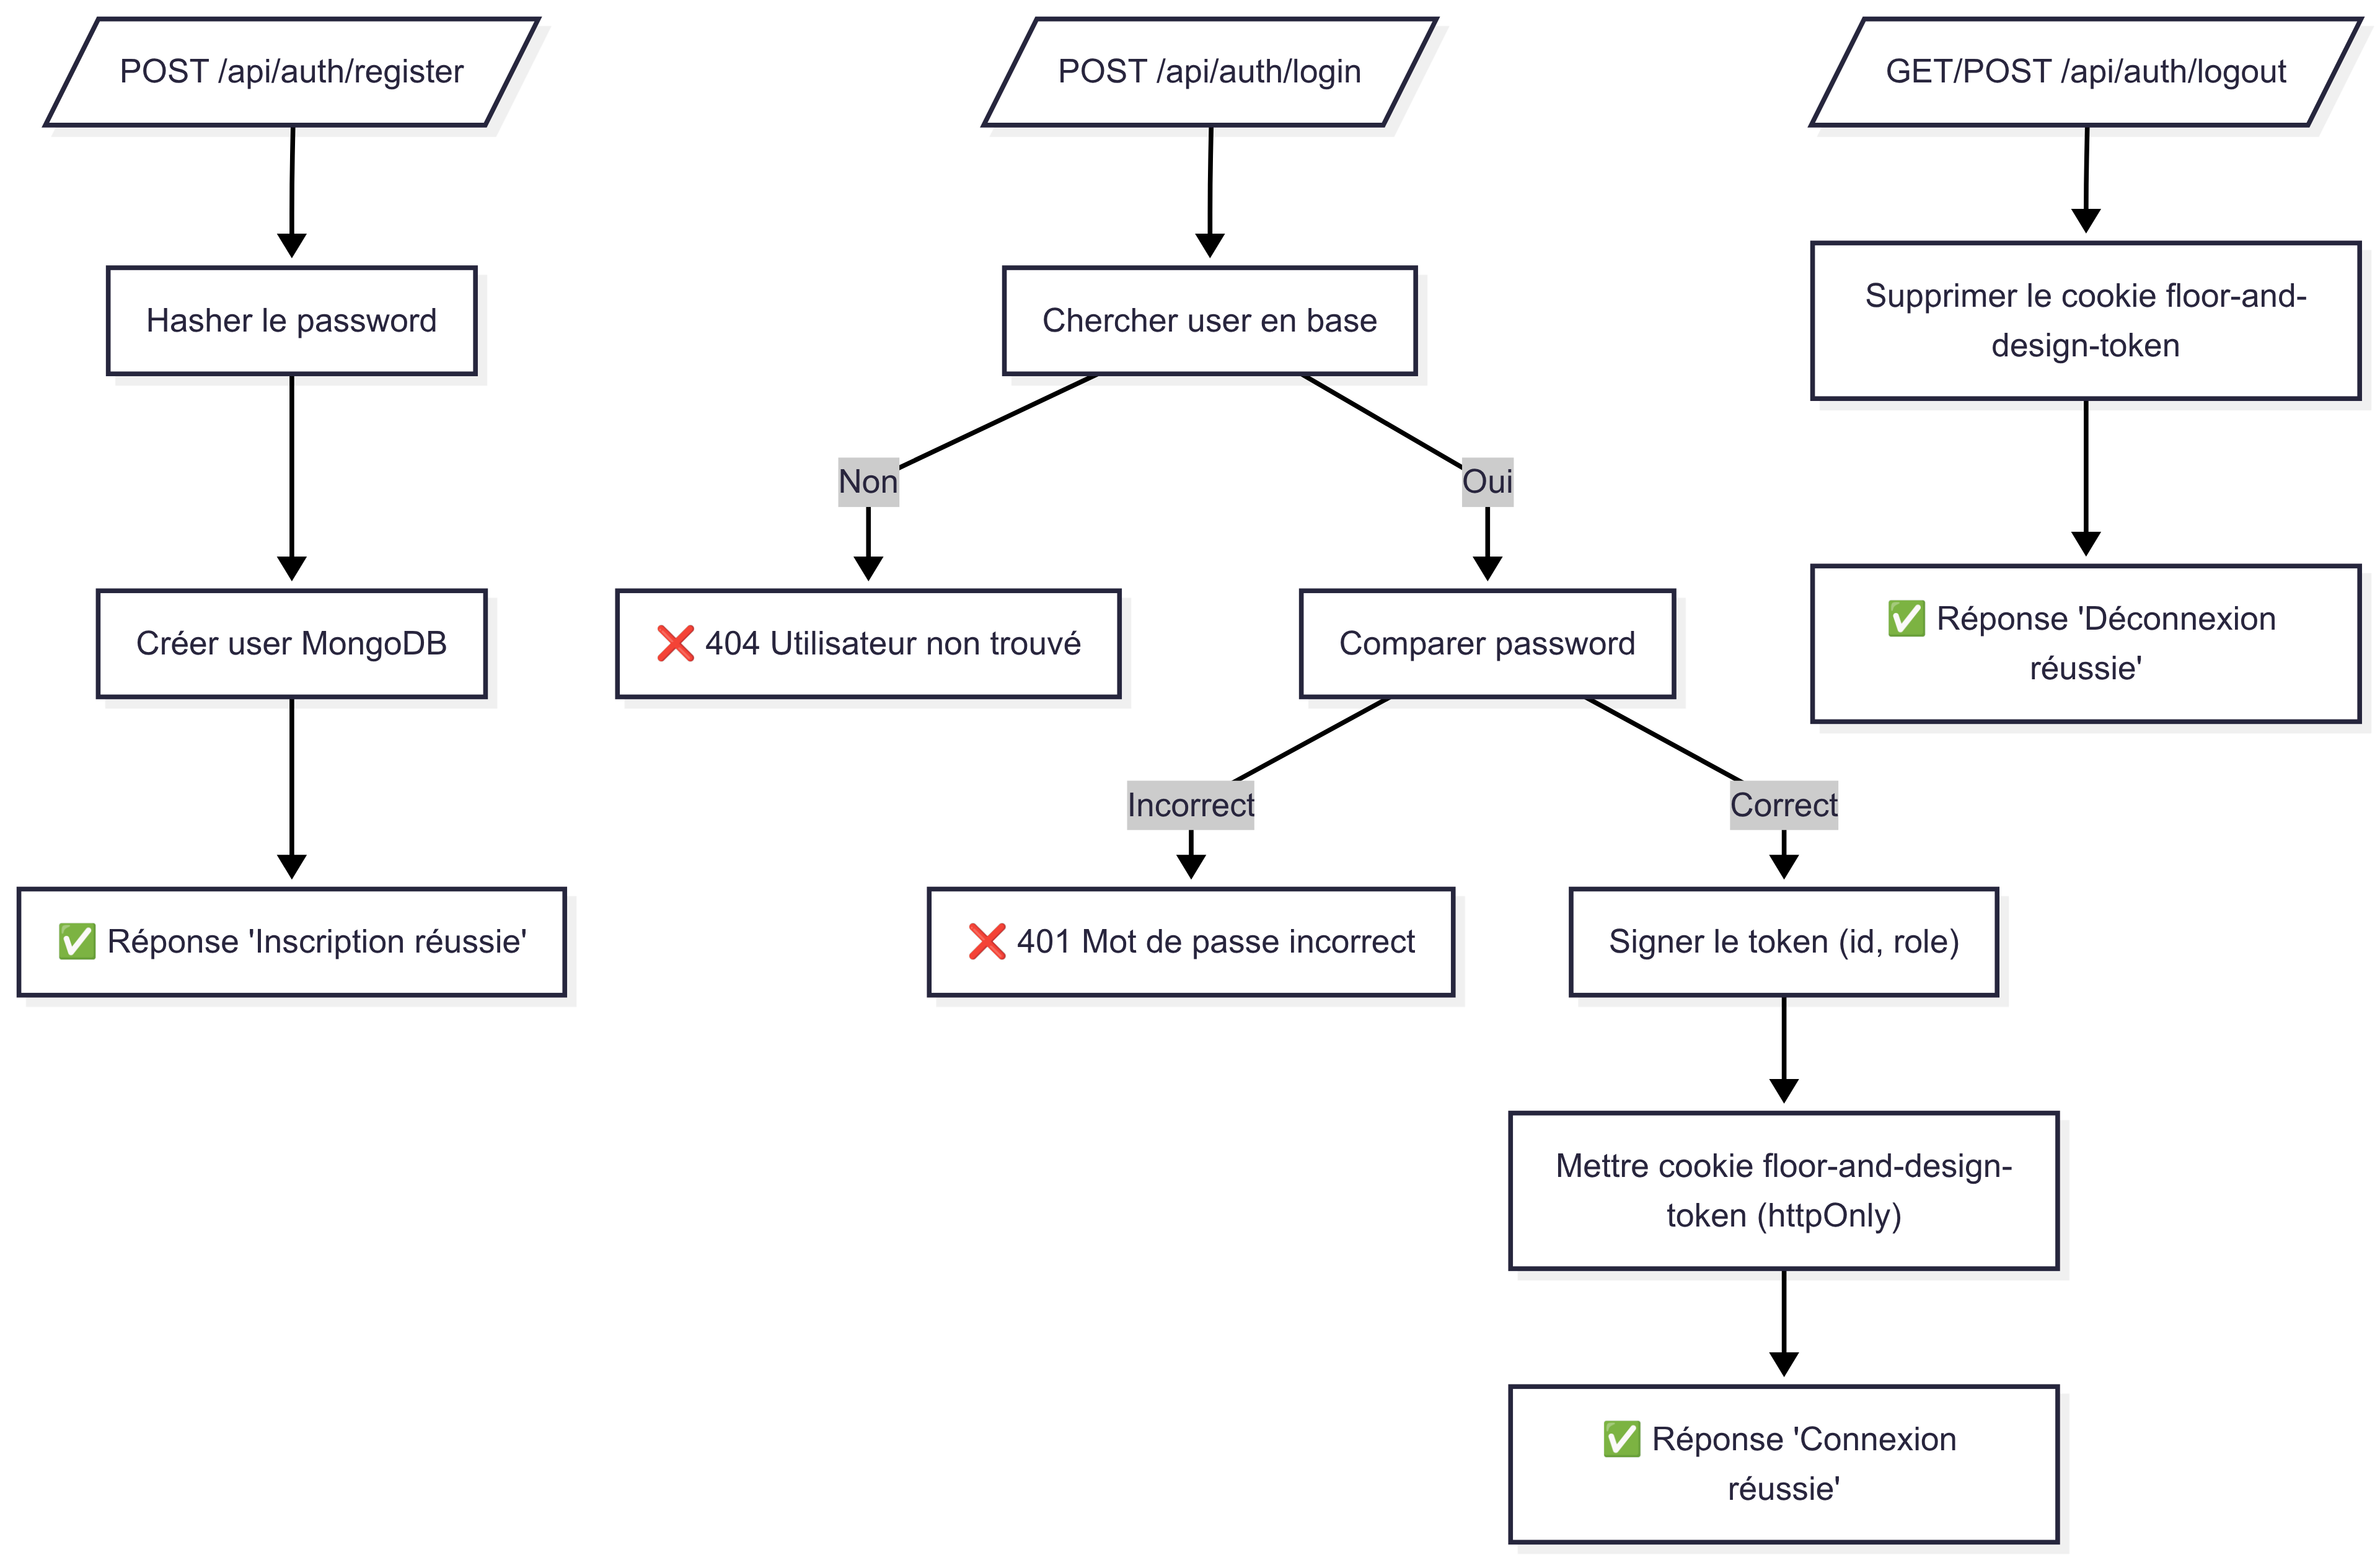 POST /api/auth/register
POST /api/auth/login
GET/POST /api/auth/logout
Hasher le password
Chercher user en base
Supprimer le cookie floor-and-
design-token
Non
Oui
Créer user MongoDB
❌ 404 Utilisateur non trouvé
Comparer password
✅ Réponse 'Déconnexion
réussie'
Incorrect
Correct
✅ Réponse 'Inscription réussie'
❌ 401 Mot de passe incorrect
Signer le token (id, role)
Mettre cookie floor-and-design-
token (httpOnly)
✅ Réponse 'Connexion
réussie'